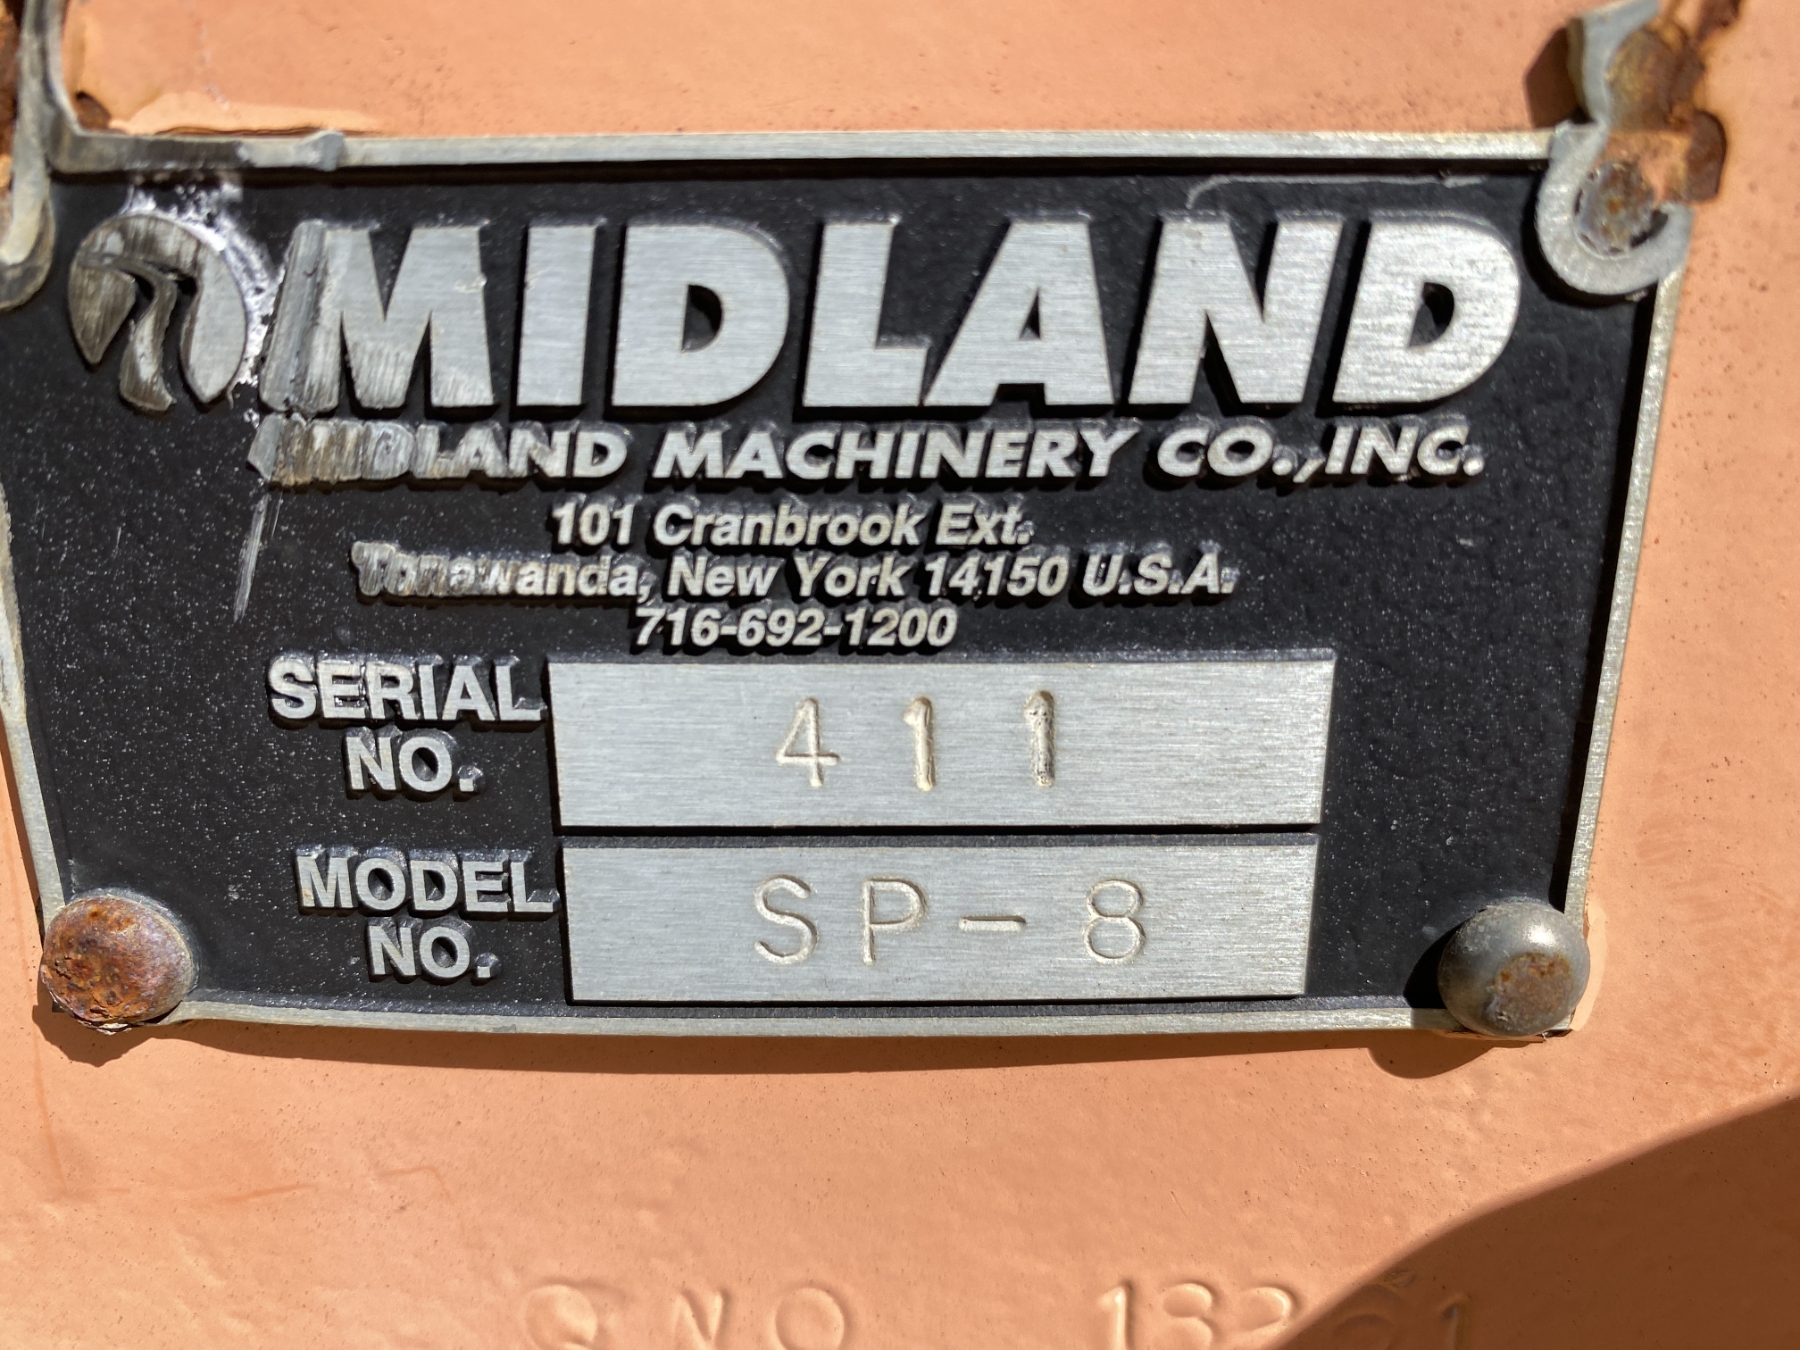 MIDLAND
MIDLAND MACHINERY CO., INC.
101 Cranbrook Ext.
Tonawanda, New York 14150 U.S.A.
716-692-1200
SERIAL
NO.
411
MODEL
NO.
SP-8